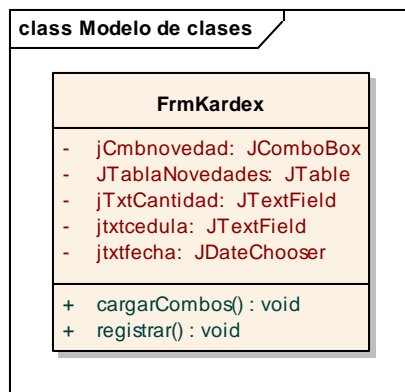 class Modelo de clases
FrmKardex
- jCmbnovedad: JComboBox
- JTablaNovedades: JTable
- jTxtCantidad: JTextField
- jtxtcedula: JTextField
- jtxtfecha: JDateChooser
+ cargarCombos() : void
+ registrar() : void